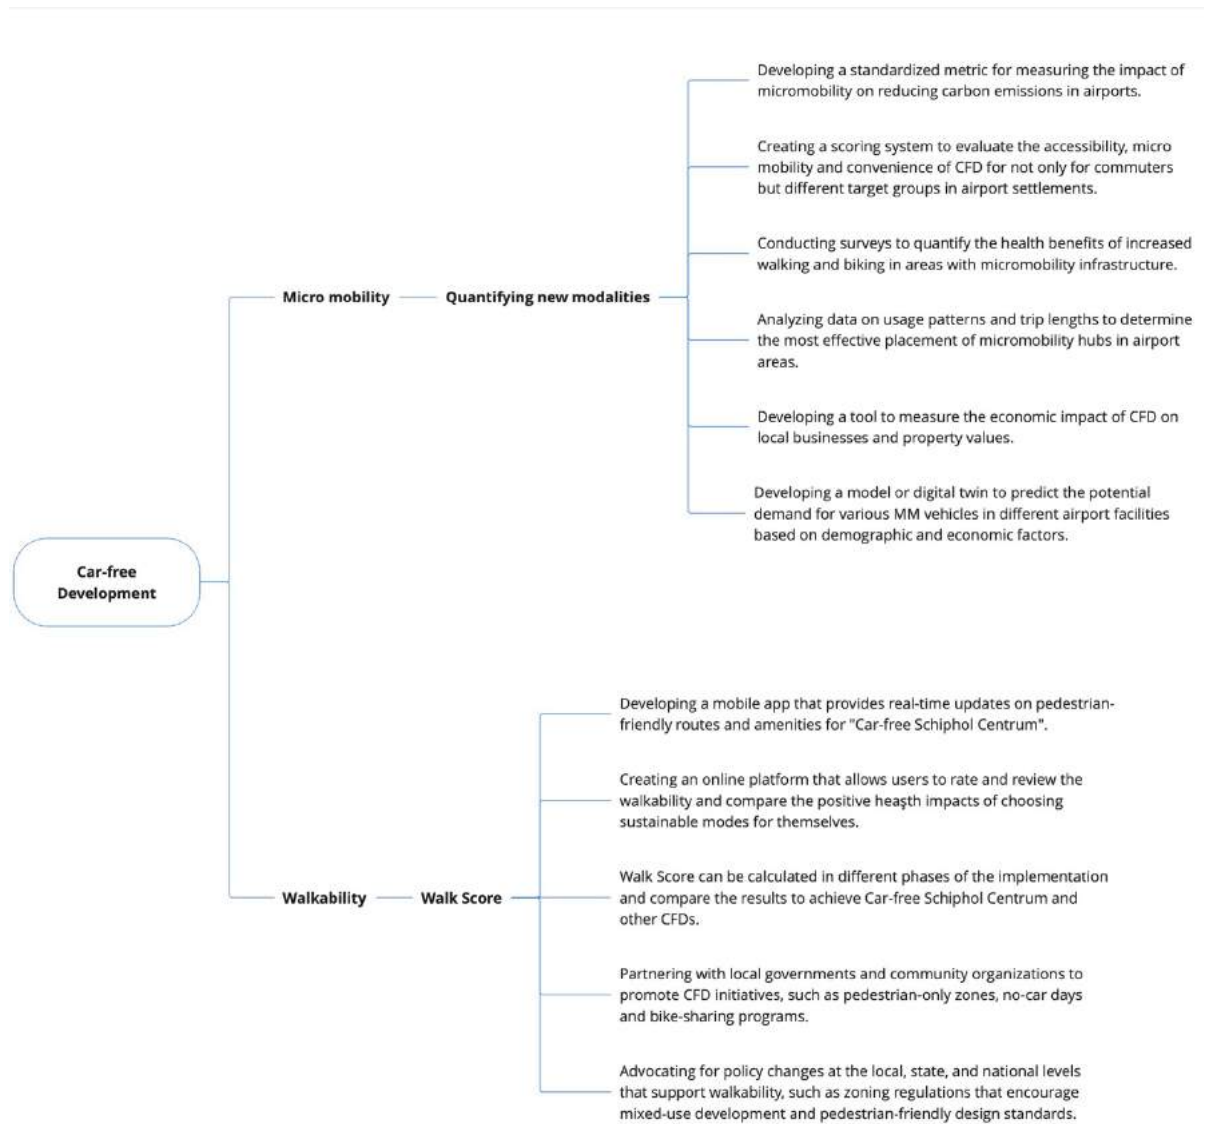 Developing a standardized metric for measuring the impact of
micromobility on reducing carbon emissions in airports.
Creating a scoring system to evaluate the accessibility, micro
mobility and convenience of CFD for not only for commuters
but different target groups in airport settlements.
Conducting surveys to quantify the health benefits of increased
walking and biking in areas with micromobility infrastructure.
Micro mobility
Quantifying new modalities
Analyzing data on usage patterns and trip lengths to determine
the most effective placement of micromobility hubs in airport
areas.
Developing a tool to measure the economic impact of CFD on
local businesses and property values.
Developing a model or digital twin to predict the potential
demand for various MM vehicles in different airport facilities
based on demographic and economic factors.
Car-free
Development
Developing a mobile app that provides real-time updates on pedestrian-
friendly routes and amenities for "Car-free Schiphol Centrum".
Creating an online platform that allows users to rate and review the
walkability and compare the positive heaşth impacts of choosing
sustainable modes for themselves.
Walkability
Walk Score
Walk Score can be calculated in different phases of the implementation
and compare the results to achieve Car-free Schiphol Centrum and
other CFDs.
Partnering with local governments and community organizations to
promote CFD initiatives, such as pedestrian-only zones, no-car days
and bike-sharing programs.
Advocating for policy changes at the local, state, and national levels
that support walkability, such as zoning regulations that encourage
mixed-use development and pedestrian-friendly design standards.